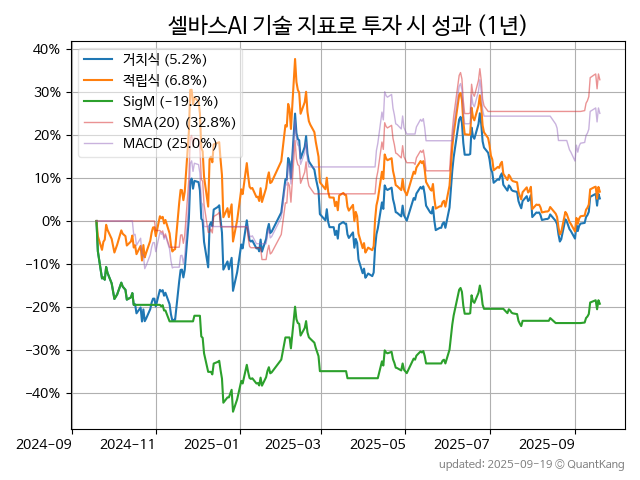 셀바스AI 기술 지표로 투자 시 성과 (1년)
40%
30%
20%
10%
0%
−10%
−20%
−30%
−40%
거치식 (5.2%)
적립식 (6.8%)
SigM (−19.2%)
SMA(20) (32.8%)
MACD (25.0%)
2024-09 2024-11 2025-01 2025-03 2025-05 2025-07 2025-09
updated: 2025-09-19 © QuantKang